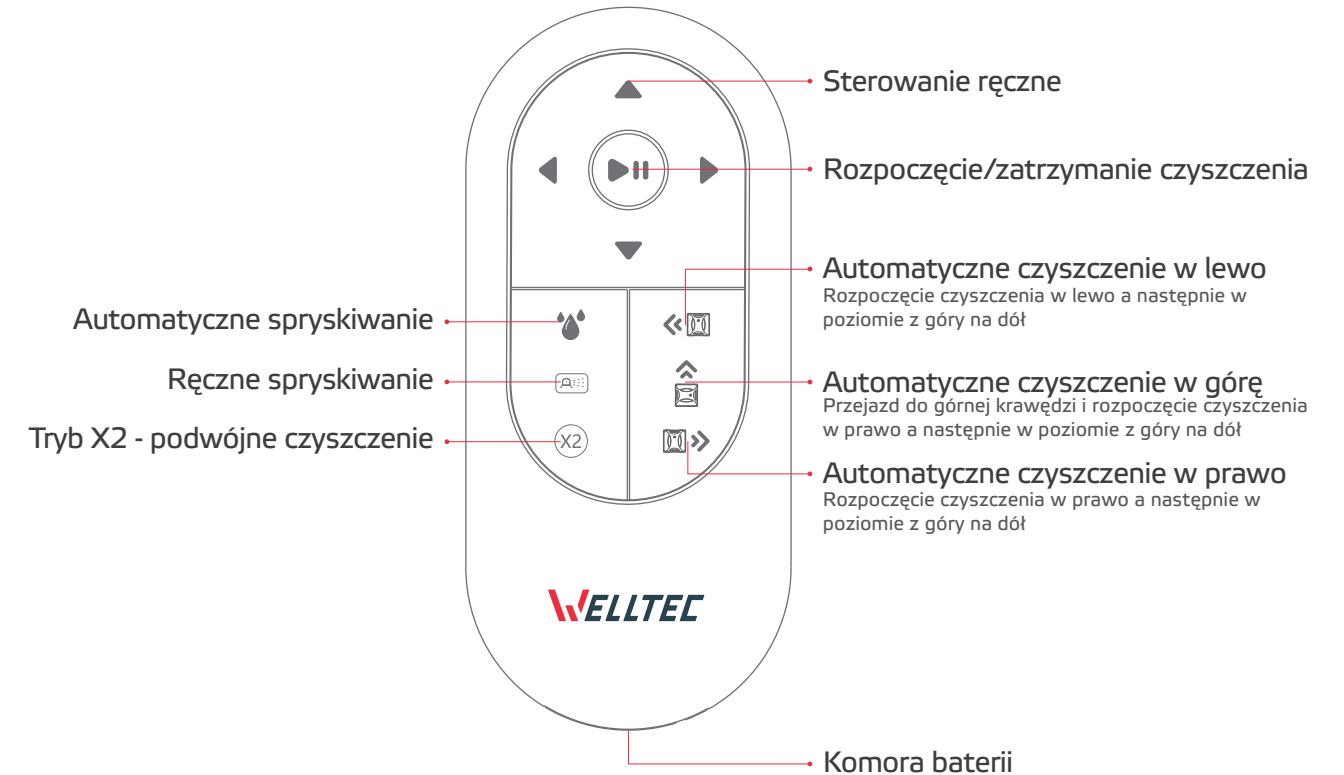 Sterowanie ręczne
Rozpoczęcie/zatrzymanie czyszczenia
Automatyczne czyszczenie w lewo
Rozpoczęcie czyszczenia w lewo a następnie w
poziomie z góry na dół
Automatyczne spryskiwanie
Ręczne spryskiwanie
Tryb X2 - podwójne czyszczenie
X2
Automatyczne czyszczenie w górę
Przejazd do górnej krawędzi i rozpoczęcie czyszczenia
w prawo a następnie w poziomie z góry na dół
Automatyczne czyszczenie w prawo
Rozpoczęcie czyszczenia w prawo a następnie w
poziomie z góry na dół
WELLTEC
Komora baterii